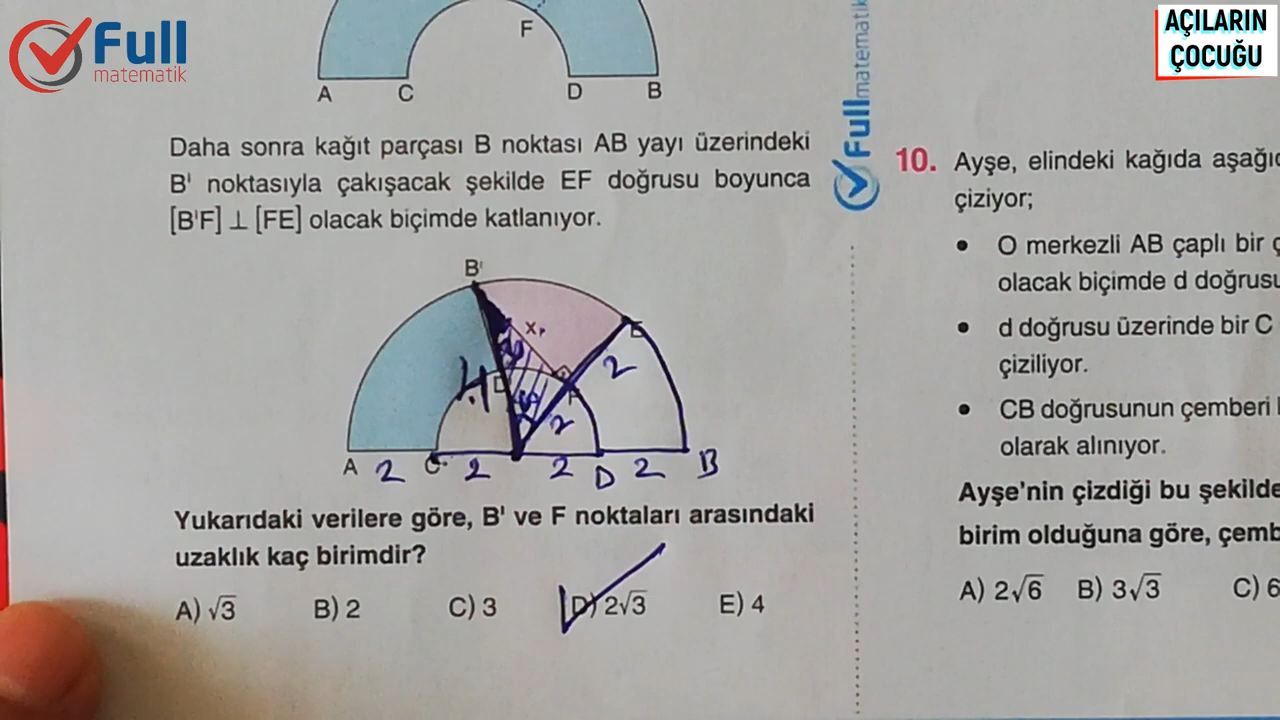 Full
matematik
AÇILARIN
ÇOCUĞU
F
A C D B
Fullmatematik
Daha sonra kağıt parçası B noktası AB yayı üzerindeki
B' noktasıyla çakışacak şekilde EF doğrusu boyunca
[B'F] ⊥ [FE] olacak biçimde katlanıyor.
B'
x
E
2
4
D
F
2
A 2 C 2 2 D 2 B
Yukarıdaki verilere göre, B' ve F noktaları arasındaki
uzaklık kaç birimdir?
A) √3 B) 2 C) 3 D) 2√3 E) 4
10. Ayşe, elindeki kağıda
çiziyor;
• O merkezli AB çaplı bir
olacak biçimde d
• d doğrusu üzerinde bir C
çiziliyor.
• CB doğrusunun çemberi
olarak alınıyor.
Ayşe'nin çizdiği bu şekilde
birim olduğuna göre,
A) 2√6 B) 3√3 C) 6